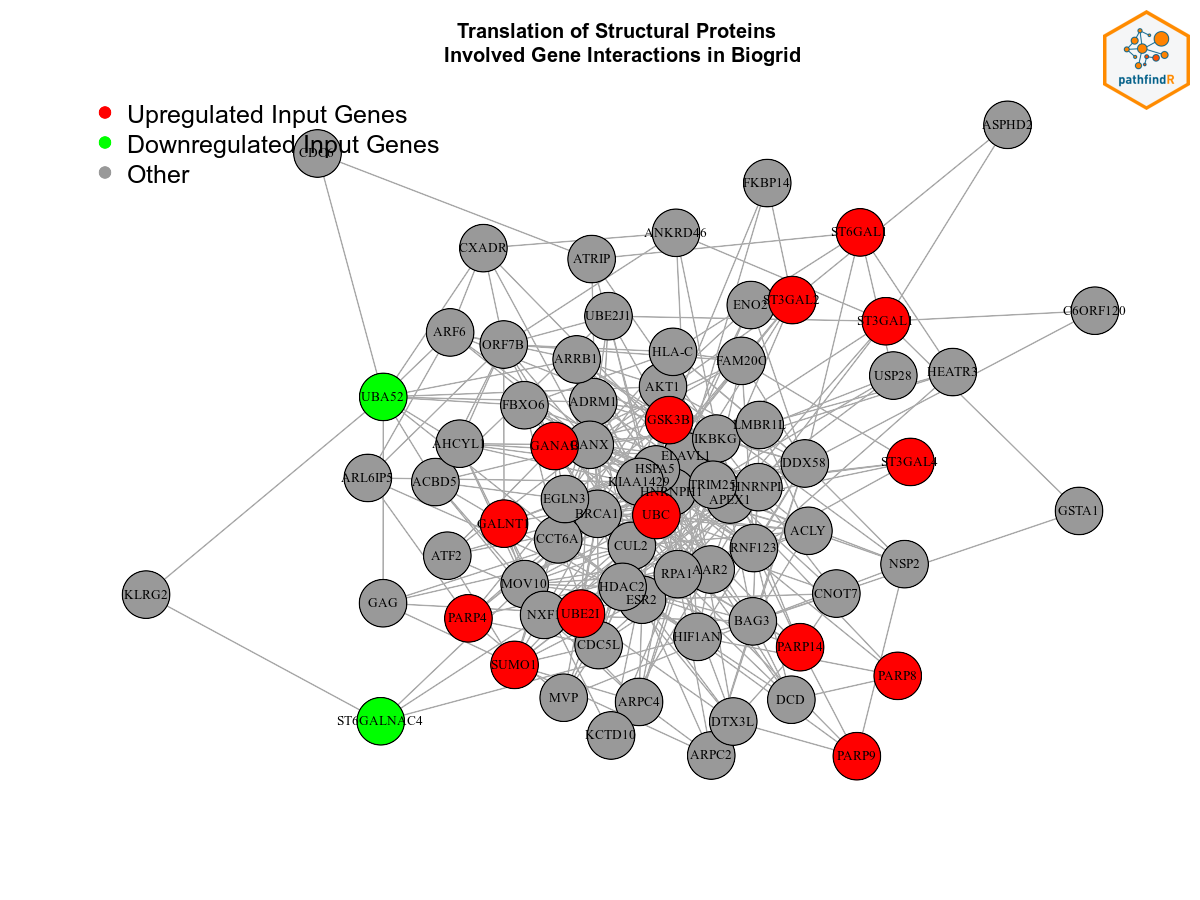 Translation of Structural Proteins
Involved Gene Interactions in Biogrid
pathfindR
Upregulated Input Genes
Downregulated Input Genes
Other
ASPHD2
FKBP14
ANKRD46
ST6GAL1
CXADR
ATRIP
ST3GAL2
ENO2
C6ORF120
UBE2J1
ST3GAL1
ARF6
ORF7B
HLA-C
ARRB1
FAM20C
USP28
HEATR3
AKT1
UBA52
FBXO6
ADRM1
GSK3B
LMBR1L
IKBKG
AHCYL1
GANAB
ELAVL1
DDX58
ST3GAL4
HSPA5
ARL6IP5
ACBD5
KIAA1429
TRIM25
HNRNPL
HNRNPH1
APEX1
EGLN3
BRCA1
UBC
GSTA1
GALNT1
ACLY
CCT6A
CUL2
RNF123
ATF2
NSP2
AAR2
RPA1
MOV10
HDAC2
ESR2
KLRG2
CNOT7
GAG
PARP4
UBE2I
BAG3
HIF1AN
CDC5L
PARP14
SUMO1
PARP8
MVP
ARPC4
DCD
ST6GALNAC4
DTX3L
KCTD10
ARPC2
PARP9